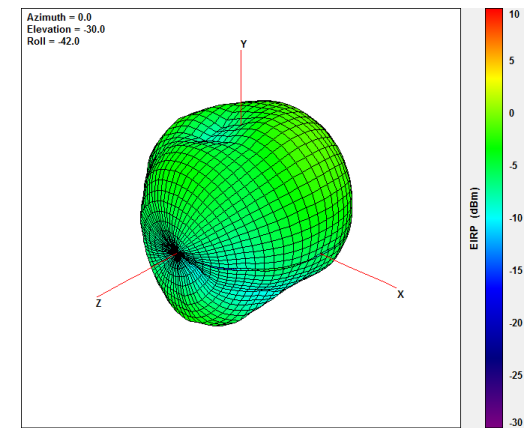 Azimuth = 0.0
Elevation = -30.0
Roll = -42.0
Y
Z
X
10
5
0
-5
-10
-15
-20
-25
-30
EIRP (dBm)